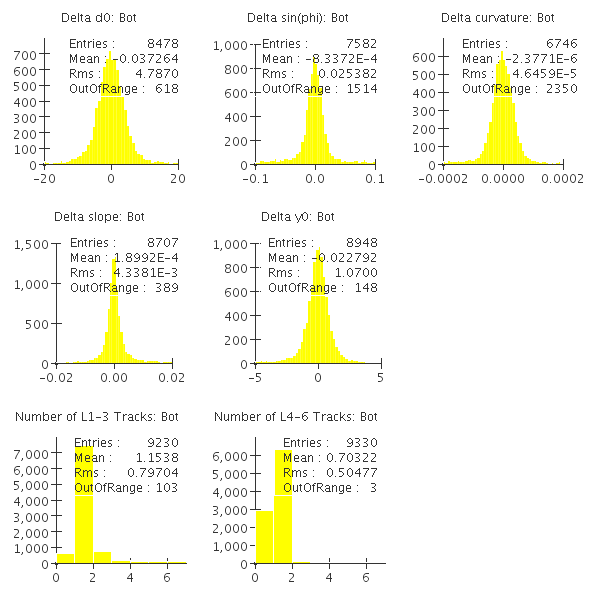 Delta d0: Bot
Entries : 8478
Mean : -0.037264
Rms : 4.7870
OutOfRange : 618
700
600
500
400
300
200
100
0
-20 0 20
Delta sin(phi): Bot
Entries : 7582
Mean : -8.3372E-4
Rms : 0.025382
OutOfRange : 1514
1,000
800
600
400
200
0
-0.1 0.0 0.1
Delta curvature: Bot
Entries : 6746
Mean : -2.3771E-6
Rms : 4.6459E-5
OutOfRange : 2350
600
500
400
300
200
100
0
-0.0002 0.0000 0.0002
Delta slope: Bot
Entries : 8707
Mean : 1.8992E-4
Rms : 4.3381E-3
OutOfRange : 389
1,500
1,000
500
0
-0.02 0.00 0.02
Delta y0: Bot
Entries : 8948
Mean : -0.022792
Rms : 1.0700
OutOfRange : 148
1,000
800
600
400
200
0
-5 0 5
Number of L1-3 Tracks: Bot
Entries : 9230
Mean : 1.1538
Rms : 0.79704
OutOfRange : 103
7,000
6,000
5,000
4,000
3,000
2,000
1,000
0
0 2 4 6
Number of L4-6 Tracks: Bot
Entries : 9330
Mean : 0.70322
Rms : 0.50477
OutOfRange : 3
6,000
5,000
4,000
3,000
2,000
1,000
0
0 2 4 6